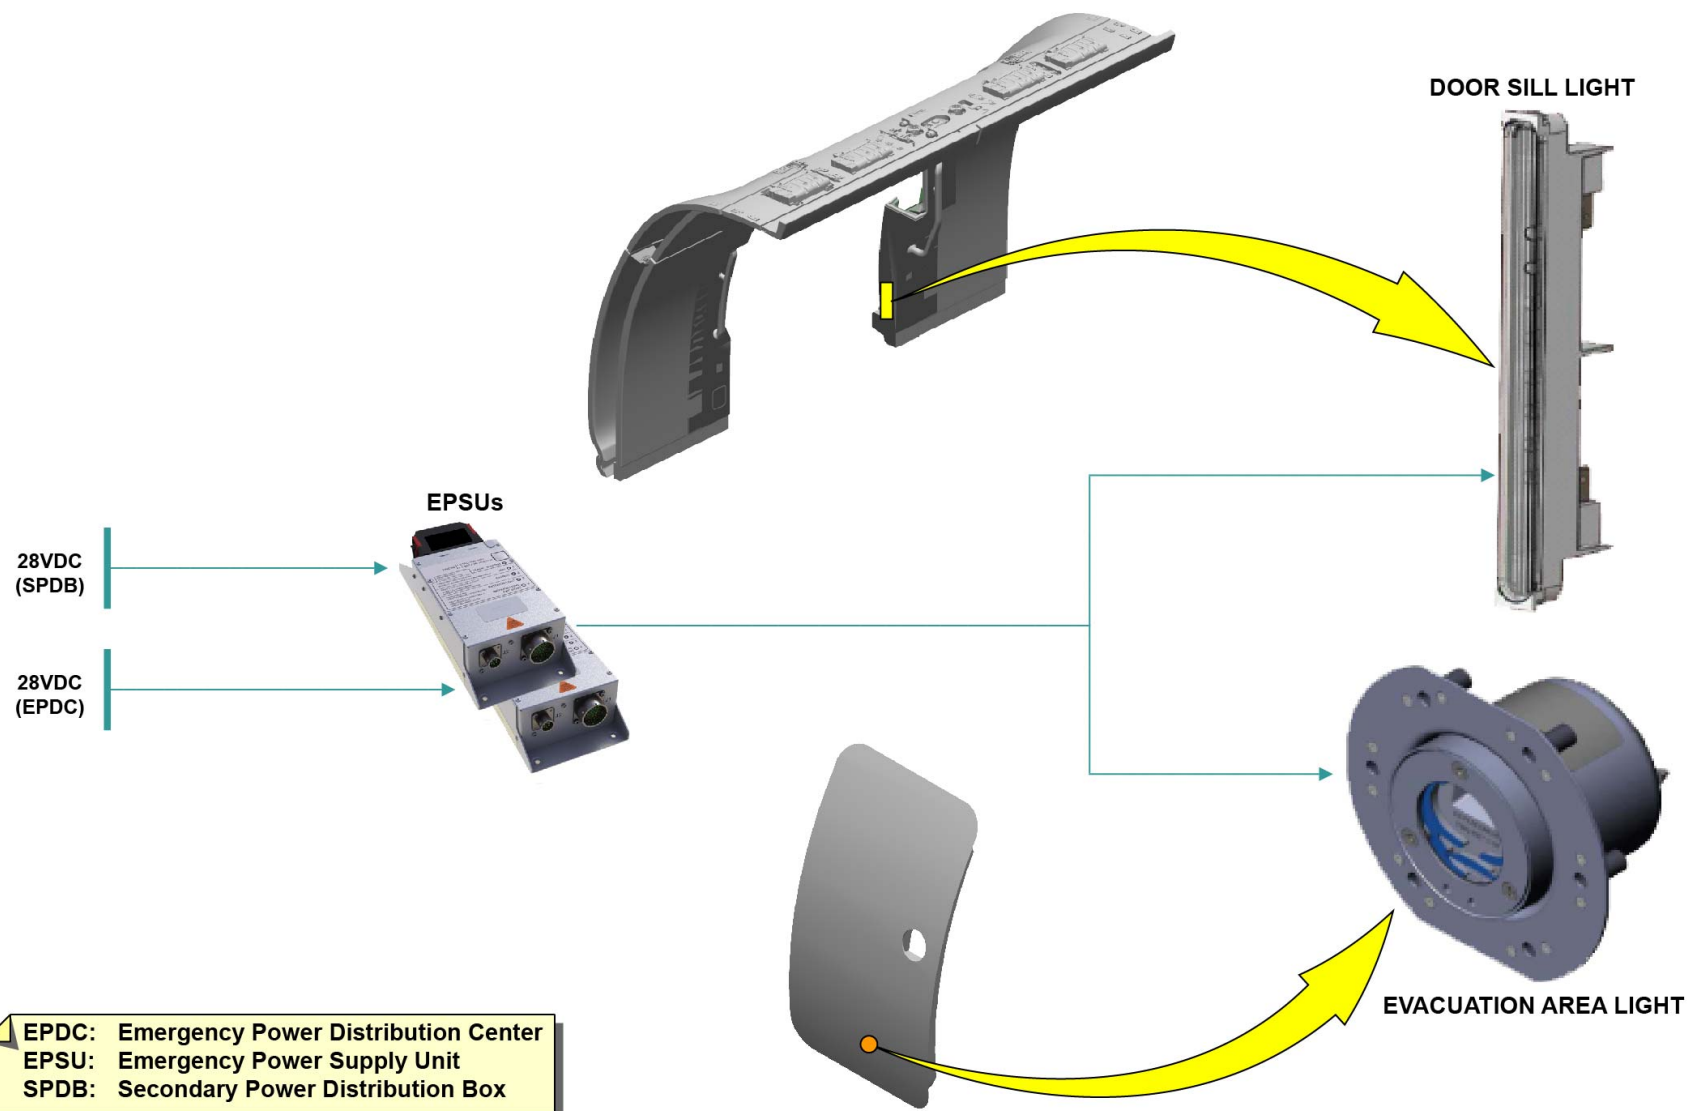 DOOR SILL LIGHT
EPSUs
28VDC
(SPDB)
28VDC
(EPDC)
EVACUATION AREA LIGHT
EPDC: Emergency Power Distribution Center
EPSU: Emergency Power Supply Unit
SPDB: Secondary Power Distribution Box